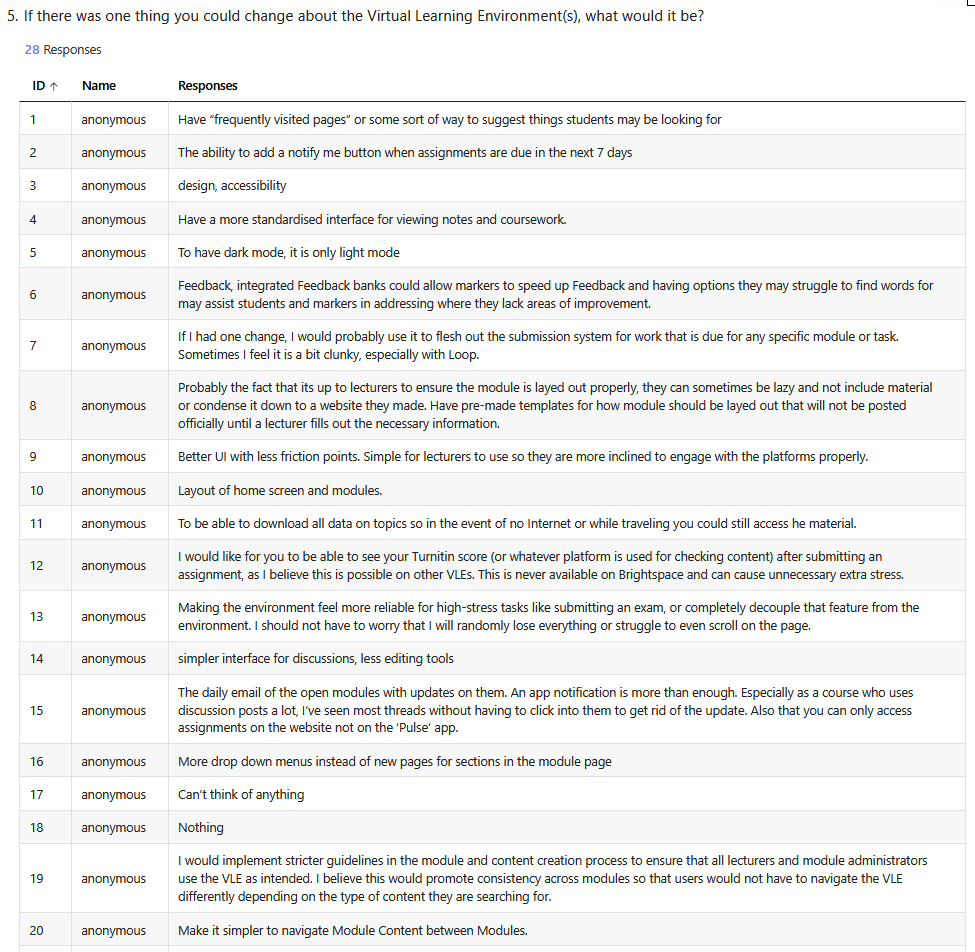 5. If there was one thing you could change about the Virtual Learning Environment(s), what would it be?
28 Responses
ID ↑ Name Responses
1 anonymous Have “frequently visited pages” or some sort of way to suggest things students may be looking for
2 anonymous The ability to add a notify me button when assignments are due in the next 7 days
3 anonymous design, accessibility
4 anonymous Have a more standardised interface for viewing notes and coursework.
5 anonymous To have dark mode, it is only light mode
6 anonymous Feedback, integrated Feedback banks could allow markers to speed up Feedback and having options they may struggle to find words for
may assist students and markers in addressing where they lack areas of improvement.
7 anonymous If I had one change, I would probably use it to flesh out the submission system for work that is due for any specific module or task.
Sometimes I feel it is a bit clunky, especially with Loop.
8 anonymous Probably the fact that its up to lecturers to ensure the module is layed out properly, they can sometimes be lazy and not include material
or condense it down to a website they made. Have pre-made templates for how module should be layed out that will not be posted
officially until a lecturer fills out the necessary information.
9 anonymous Better UI with less friction points. Simple for lecturers to use so they are more inclined to engage with the platforms properly.
10 anonymous Layout of home screen and modules.
11 anonymous To be able to download all data on topics so in the event of no Internet or while traveling you could still access he material.
12 anonymous I would like for you to be able to see your Turnitin score (or whatever platform is used for checking content) after submitting an
assignment, as I believe this is possible on other VLEs. This is never available on Brightspace and can cause unnecessary extra stress.
13 anonymous Making the environment feel more reliable for high-stress tasks like submitting an exam, or completely decouple that feature from the
environment. I should not have to worry that I will randomly lose everything or struggle to even scroll on the page.
14 anonymous simpler interface for discussions, less editing tools
15 anonymous The daily email of the open modules with updates on them. An app notification is more than enough. Especially as a course who uses
discussion posts a lot, I’ve seen most threads without having to click into them to get rid of the update. Also that you can only access
assignments on the website not on the ‘Pulse’ app.
16 anonymous More drop down menus instead of new pages for sections in the module page
17 anonymous Can’t think of anything
18 anonymous Nothing
19 anonymous I would implement stricter guidelines in the module and content creation process to ensure that all lecturers and module administrators
use the VLE as intended. I believe this would promote consistency across modules so that users would not have to navigate the VLE
differently depending on the type of content they are searching for.
20 anonymous Make it simpler to navigate Module Content between Modules.